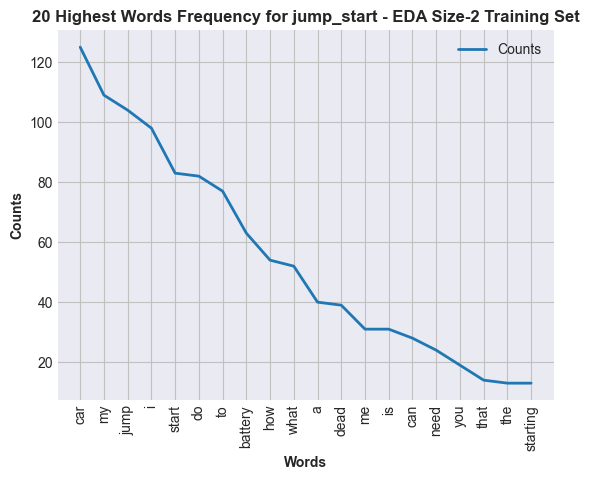 20 Highest Words Frequency for jump_start - EDA Size-2 Training Set
Counts
120
100
80
60
40
20
Counts
car
my
jump
i
start
do
to
battery
how
what
a
dead
me
is
can
need
you
that
the
starting
Words